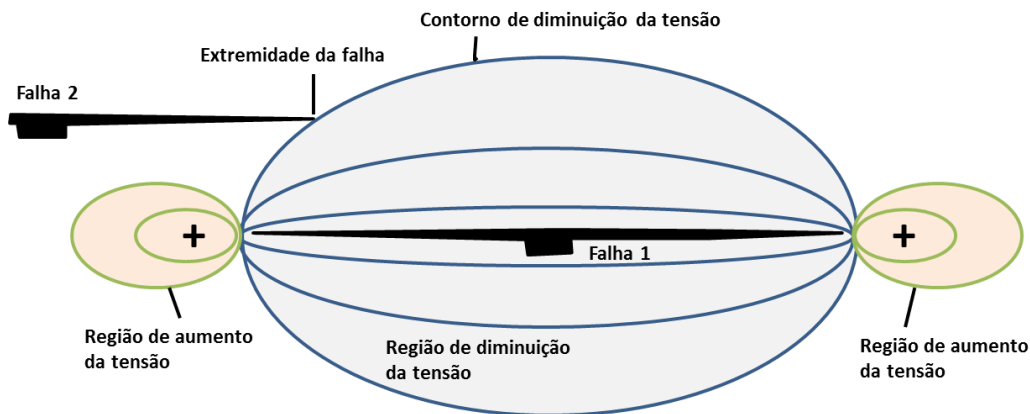 Contorno de diminuição da tensão
Extremidade da falha
Falha 2
+
+
Falha 1
Região de aumento
da tensão
Região de diminuição
da tensão
Região de aumento
da tensão